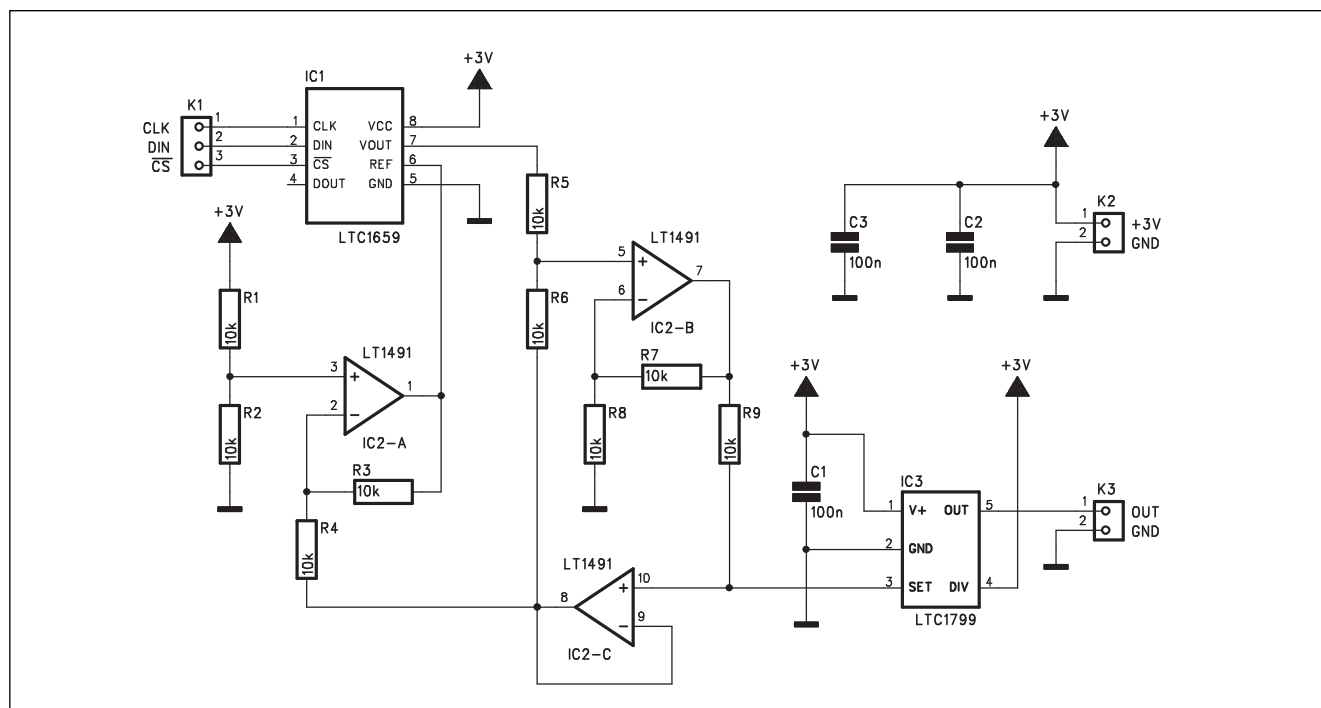 IC1
+3V
K1
CLK 1 1 CLK VCC 8
DIN 2 2 DIN VOUT 7
CS 3 3 CS REF 6
4 DOUT GND 5
LTC1659
+3V
R1
10k
R2
10k
LT1491
3 +
2 −
1
IC2-A
R3
10k
R4
10k
R5
10k
R6
10k
LT1491
5 +
6 −
7
IC2-B
R7
10k
R8
10k
R9
10k
LT1491
+ 10
− 9
8
IC2-C
+3V
C3
100n
C2
100n
K2
1 +3V
2 GND
+3V
+3V
C1
100n
IC3
1 V+ OUT 5
2 GND
3 SET DIV 4
LTC1799
K3
1 OUT
2 GND